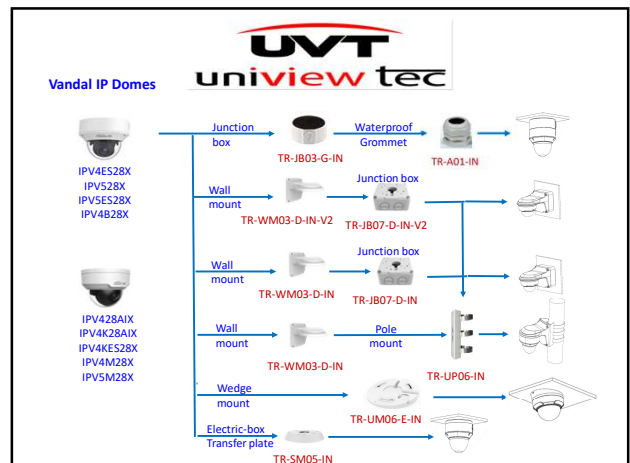 UVT
uniview tec
Vandal IP Domes
Junction
box
Waterproof
Grommet
TR-JB03-G-IN
TR-A01-IN
IPV4ES28X
IPV528X
IPV5ES28X
IPV4B28X
Wall
mount
Junction box
TR-WM03-D-IN-V2
TR-JB07-D-IN-V2
Wall
mount
Junction box
TR-WM03-D-IN
TR-JB07-D-IN
IPV428AIX
IPV4K28AIX
IPV4KES28X
IPV4M28X
IPV5M28X
Wall
mount
Pole
mount
TR-WM03-D-IN
TR-UP06-IN
Wedge
mount
TR-UM06-E-IN
Electric-box
Transfer plate
TR-SM05-IN